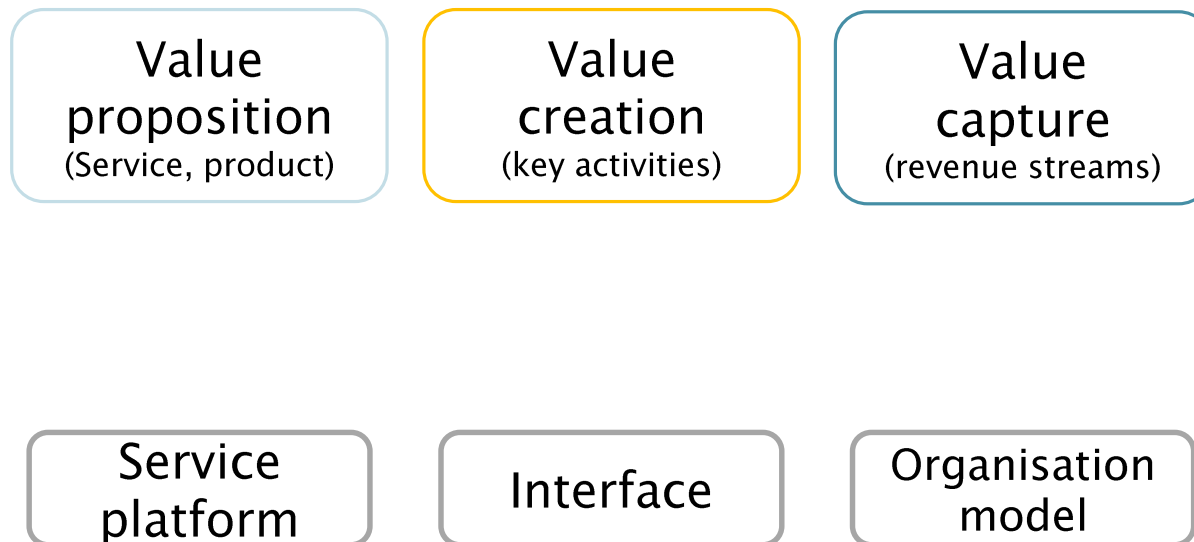 Value
proposition
(Service, product)
Value
creation
(key activities)
Value
capture
(revenue streams)
Service
platform
Interface
Organisation
model